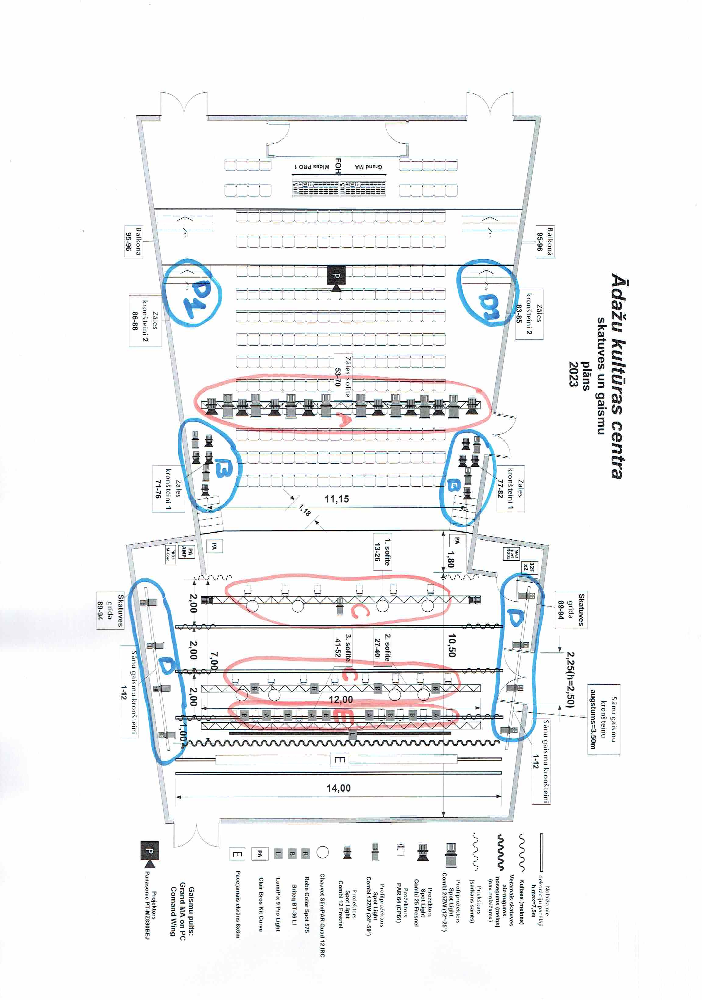 Ādažu kultūras centra
skatuves un gaismu
plāns
2023
Grand MA
FOH
Midas PRO 1
Balkonā
95-96
Balkonā
95-96
Up
Up
Up
Up
P
D1
D1
Zāles
kronšteini 2
83-85
Zāles
kronšteini 2
86-88
Zāles sofite
53-70
A
B
B
Zāles
kronšteini 1
77-82
Zāles
kronšteini 1
71-76
11,15
1,18
PA
PA
1,80
MA2
port
NODE
32F
x2
PA
AMP
PRO1
M-Core
1. sofite
13-26
C
D
D
Skatuves
grīda
89-94
Skatuves
grīda
89-94
2,00
2,00
2,00
7,00
10,50
2,25(h=2,50)
2. sofite
27-40
3. sofite
41-52
C
R
R
R
R
12,00
E
B
A
B
A
B
A
B
B
A
L
1,00
E
14,00
Sānu gaismu
kronšteinu
augstums=3,50m
Sānu gaismu kronšteini
1-12
Sānu gaismu kronšteini
1-12
Nolaižamie
dekorāciju pacēlāji
h max=7,5m
Kulises (melnas)
Veramais skatuves
aizmugures
nosegums (melns)
(nav nolaižams)
Priekškars
(sarkans samts)
Profilprožektors
Spot Light
Combi 25ZW (12°-25°)
Prožektors
Spot Light
Combi 25 Fresnel
Prožektors
PAR 64 (CP61)
Profilprožektors
Spot Light
Combi 12ZW (24°-50°)
Prožektors
Spot Light
Combi 12 Fresnel
Chauvet SlimPAR Quad 12 IRC
R
Robe Color Spot 575
B
Briteq BT-36 LI
L
LumiPix 9 Pro Light
PA
Clair Bros Kit Curve
E
Paceļamais ekrāns 8x6m
Gaismu pults:
Grand MA on PC
Comand Wing
P
Projektors
Panasonic PT-MZ880BEJ